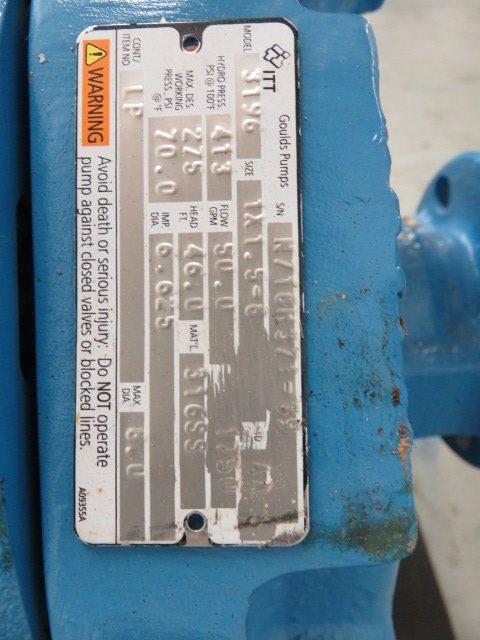 ITT Goulds Pumps S/N
MODEL 3196 SIZE 1X1.5-6 STD
HYDRO PRESS. PSI @ 100°F 413 FLOW GPM 50.0
MAX. DES. WORKING PRESS. PSI @ °F 275 HEAD FT. 46.0 MAT'L. 316SS
70.0 IMP. DIA. 6.625
CONT./ ITEM NO. LP MAX. DIA.
WARNING Avoid death or serious injury. Do NOT operate
pump against closed valves or blocked lines.
A09355A